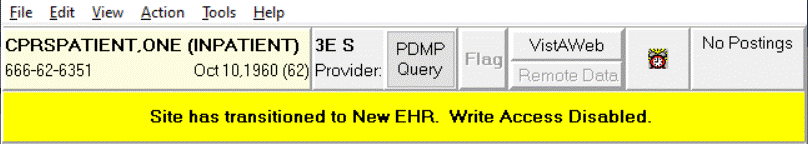 File Edit View Action Tools Help
CPRSPATIENT,ONE (INPATIENT) 3E S PDMP Query Flag VistAWeb No Postings
666-62-6351 Oct 10,1960 (62) Provider: Remote Data
Site has transitioned to New EHR. Write Access Disabled.